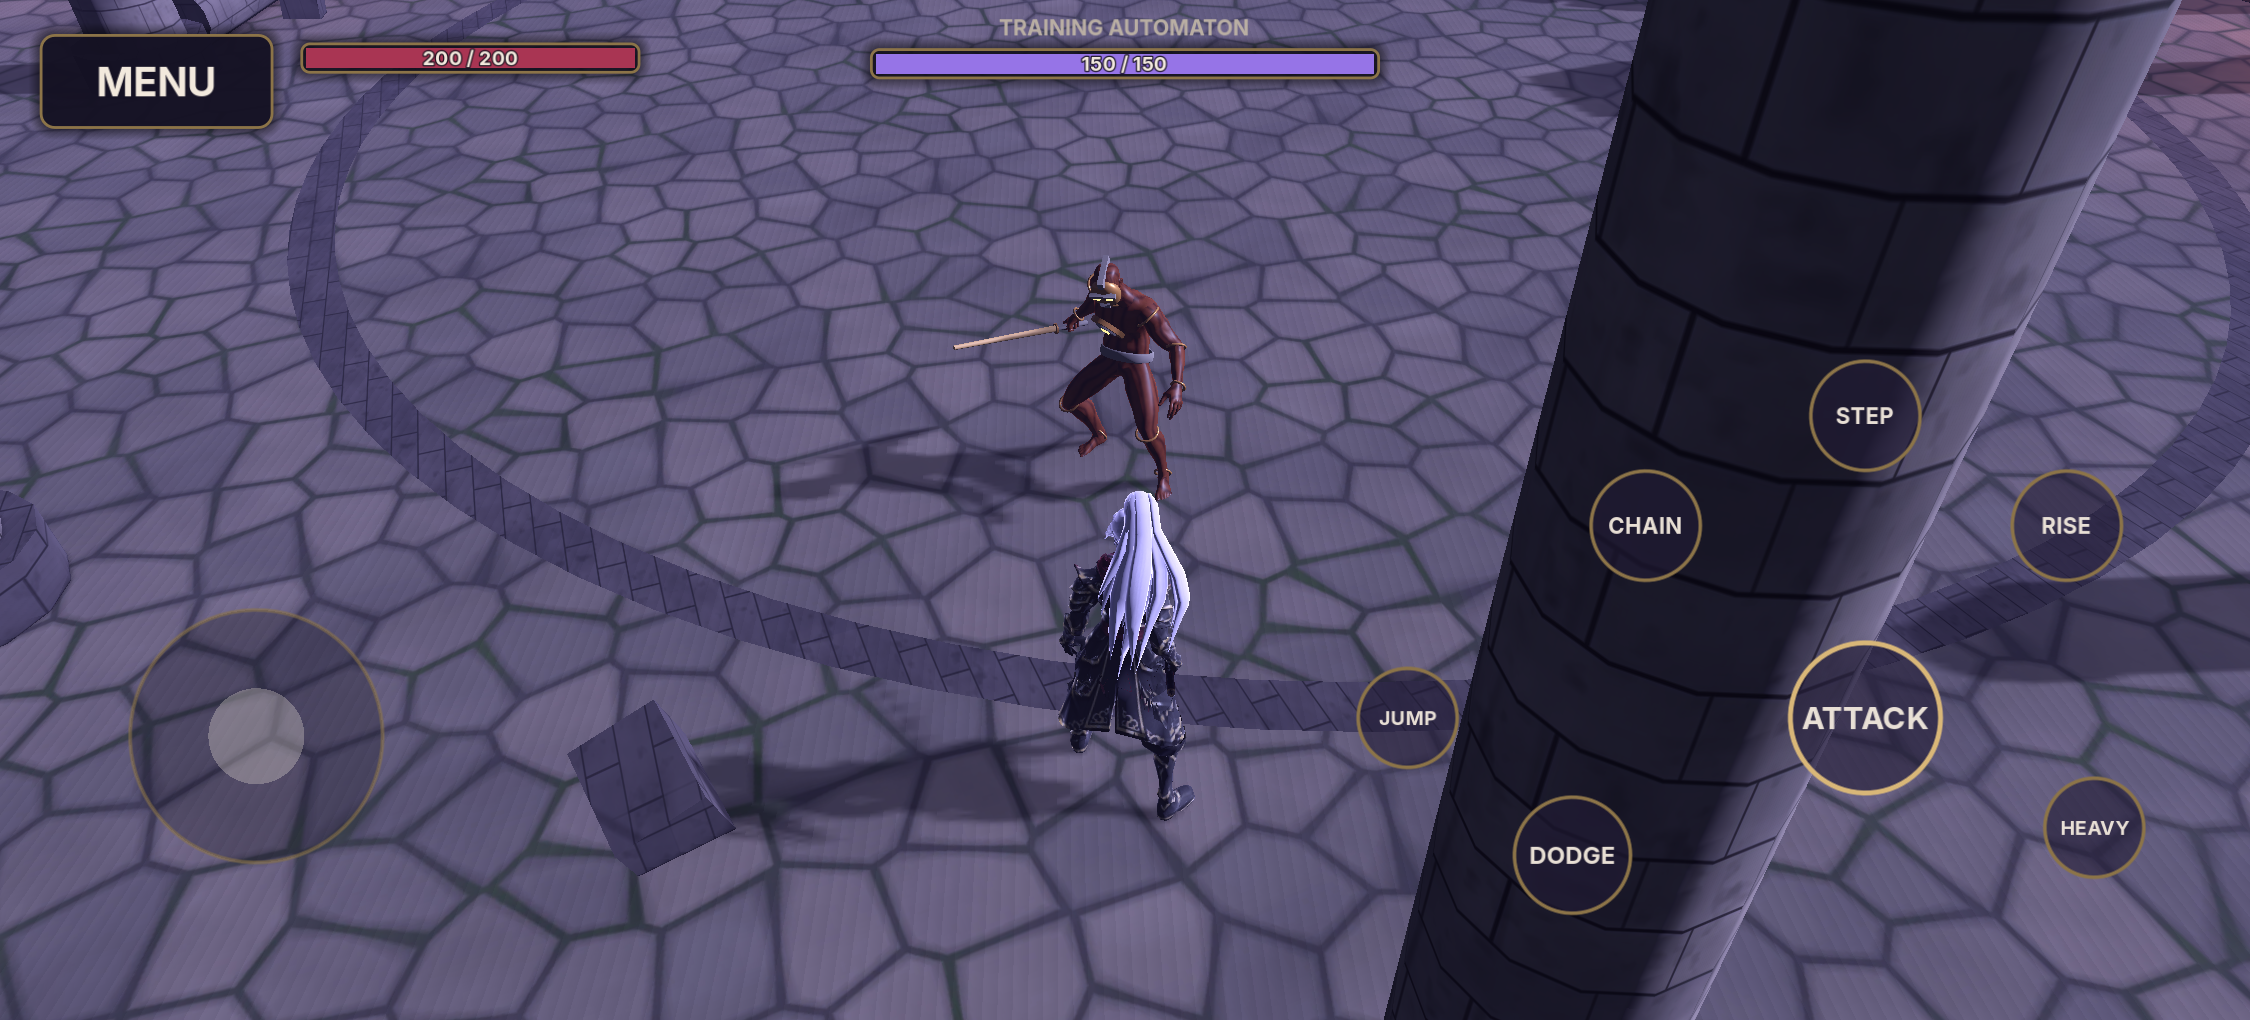 TRAINING AUTOMATON
MENU
200 / 200
150 / 150
STEP
CHAIN
RISE
JUMP
ATTACK
DODGE
HEAVY